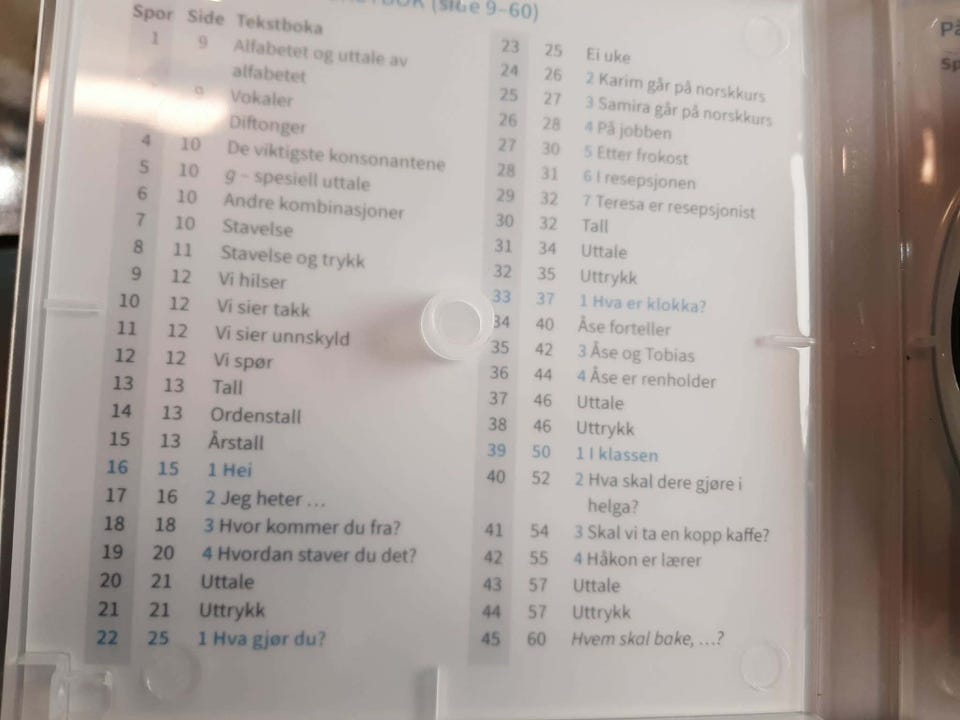 (side 9–60)
Spor Side Tekstboka
1 9 Alfabetet og uttale av
alfabetet
9 Vokaler
Diftonger
4 10 De viktigste konsonantene
5 10 g – spesiell uttale
6 10 Andre kombinasjoner
7 10 Stavelse
8 11 Stavelse og trykk
9 12 Vi hilser
10 12 Vi sier takk
11 12 Vi sier unnskyld
12 12 Vi spør
13 13 Tall
14 13 Ordenstall
15 13 Årstall
16 15 1 Hei
17 16 2 Jeg heter …
18 18 3 Hvor kommer du fra?
19 20 4 Hvordan staver du det?
20 21 Uttale
21 21 Uttrykk
22 25 1 Hva gjør du?
23 25 Ei uke
24 26 2 Karim går på norskkurs
25 27 3 Samira går på norskkurs
26 28 4 På jobben
27 30 5 Etter frokost
28 31 6 I resepsjonen
29 32 7 Teresa er resepsjonist
30 32 Tall
31 34 Uttale
32 35 Uttrykk
33 37 1 Hva er klokka?
34 40 Åse forteller
35 42 3 Åse og Tobias
36 44 4 Åse er renholder
37 46 Uttale
38 46 Uttrykk
39 50 1 I klassen
40 52 2 Hva skal dere gjøre i
helga?
41 54 3 Skal vi ta en kopp kaffe?
42 55 4 Håkon er lærer
43 57 Uttale
44 57 Uttrykk
45 60 Hvem skal bake, …?